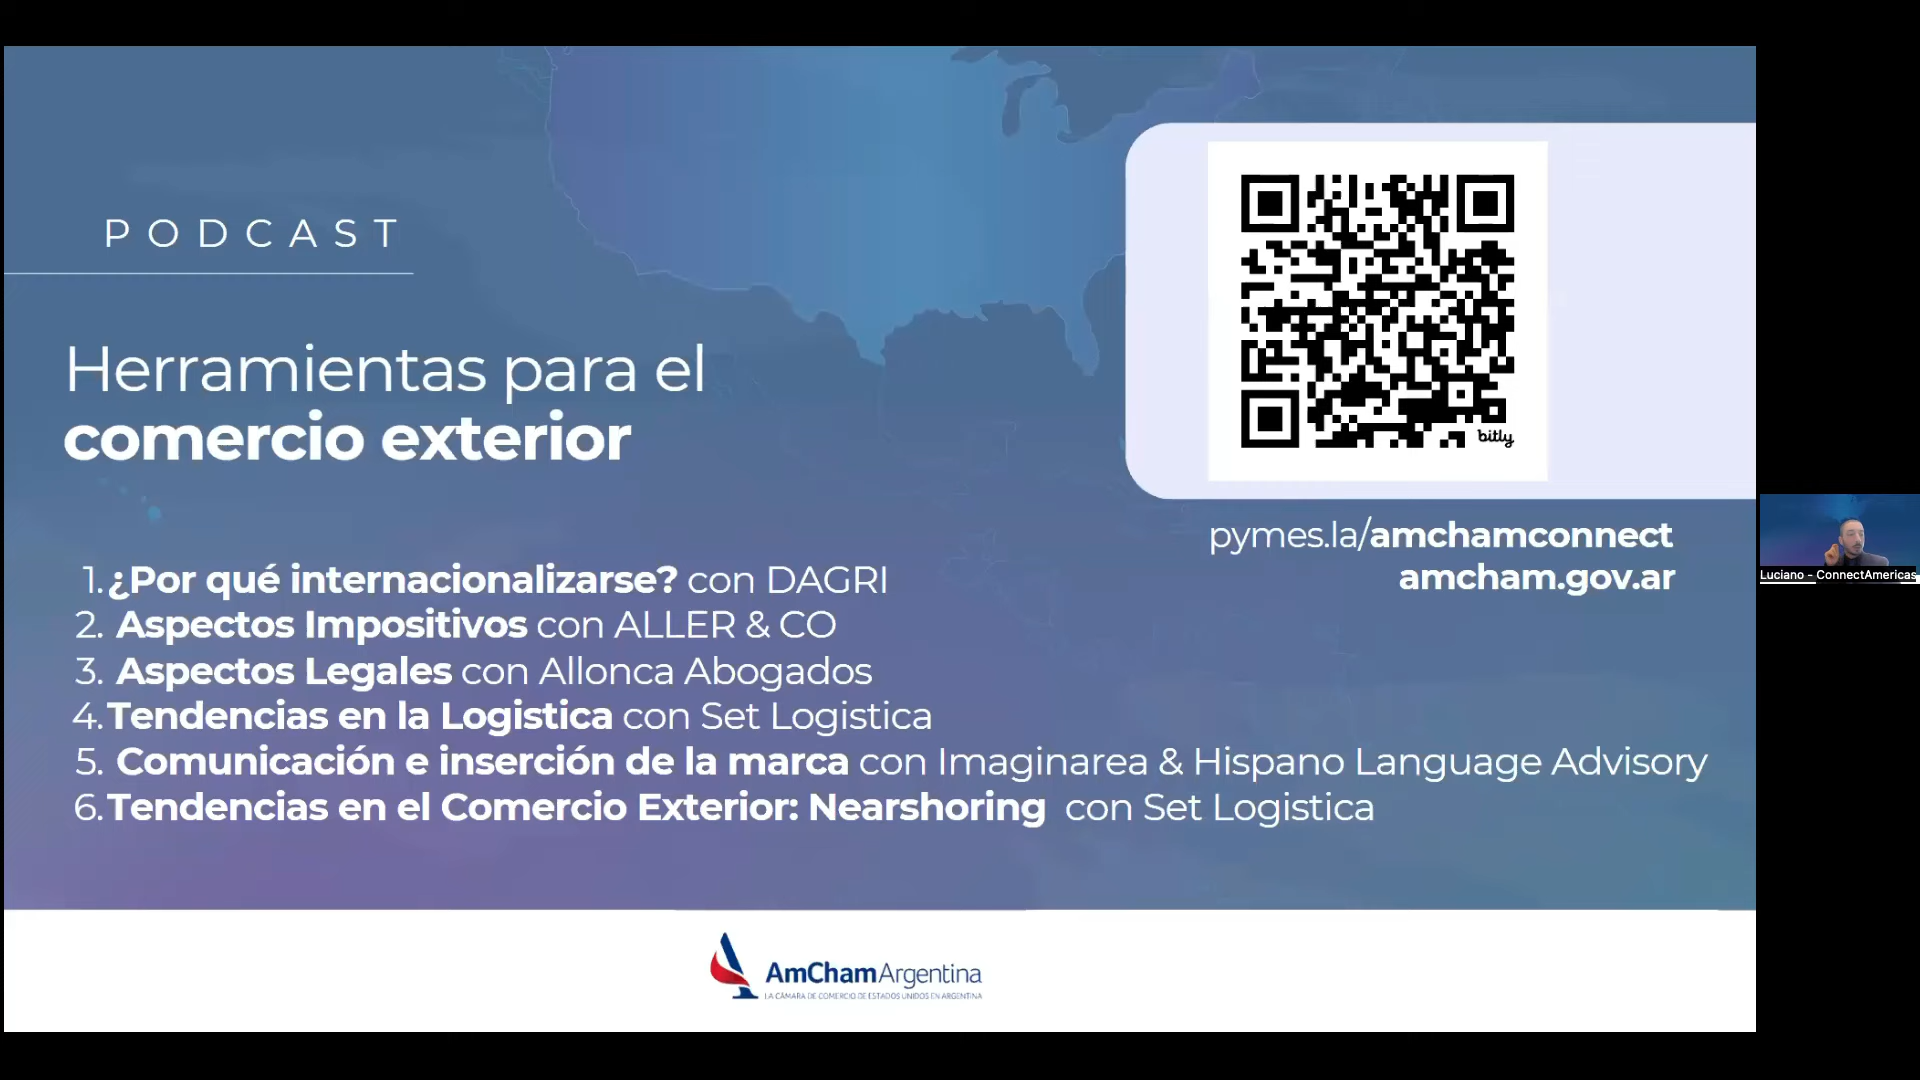 PODCAST
Herramientas para el
comercio exterior
bitly
pymes.la/amchamconnect
amcham.gov.ar
1.¿Por qué internacionalizarse? con DAGRI
2. Aspectos Impositivos con ALLER & CO
3. Aspectos Legales con Allonca Abogados
4.Tendencias en la Logistica con Set Logistica
5. Comunicación e inserción de la marca con Imaginarea & Hispano Language Advisory
6.Tendencias en el Comercio Exterior: Nearshoring con Set Logistica
Luciano - ConnectAmericas
AmCham Argentina
LA CÁMARA DE COMERCIO DE ESTADOS UNIDOS EN ARGENTINA